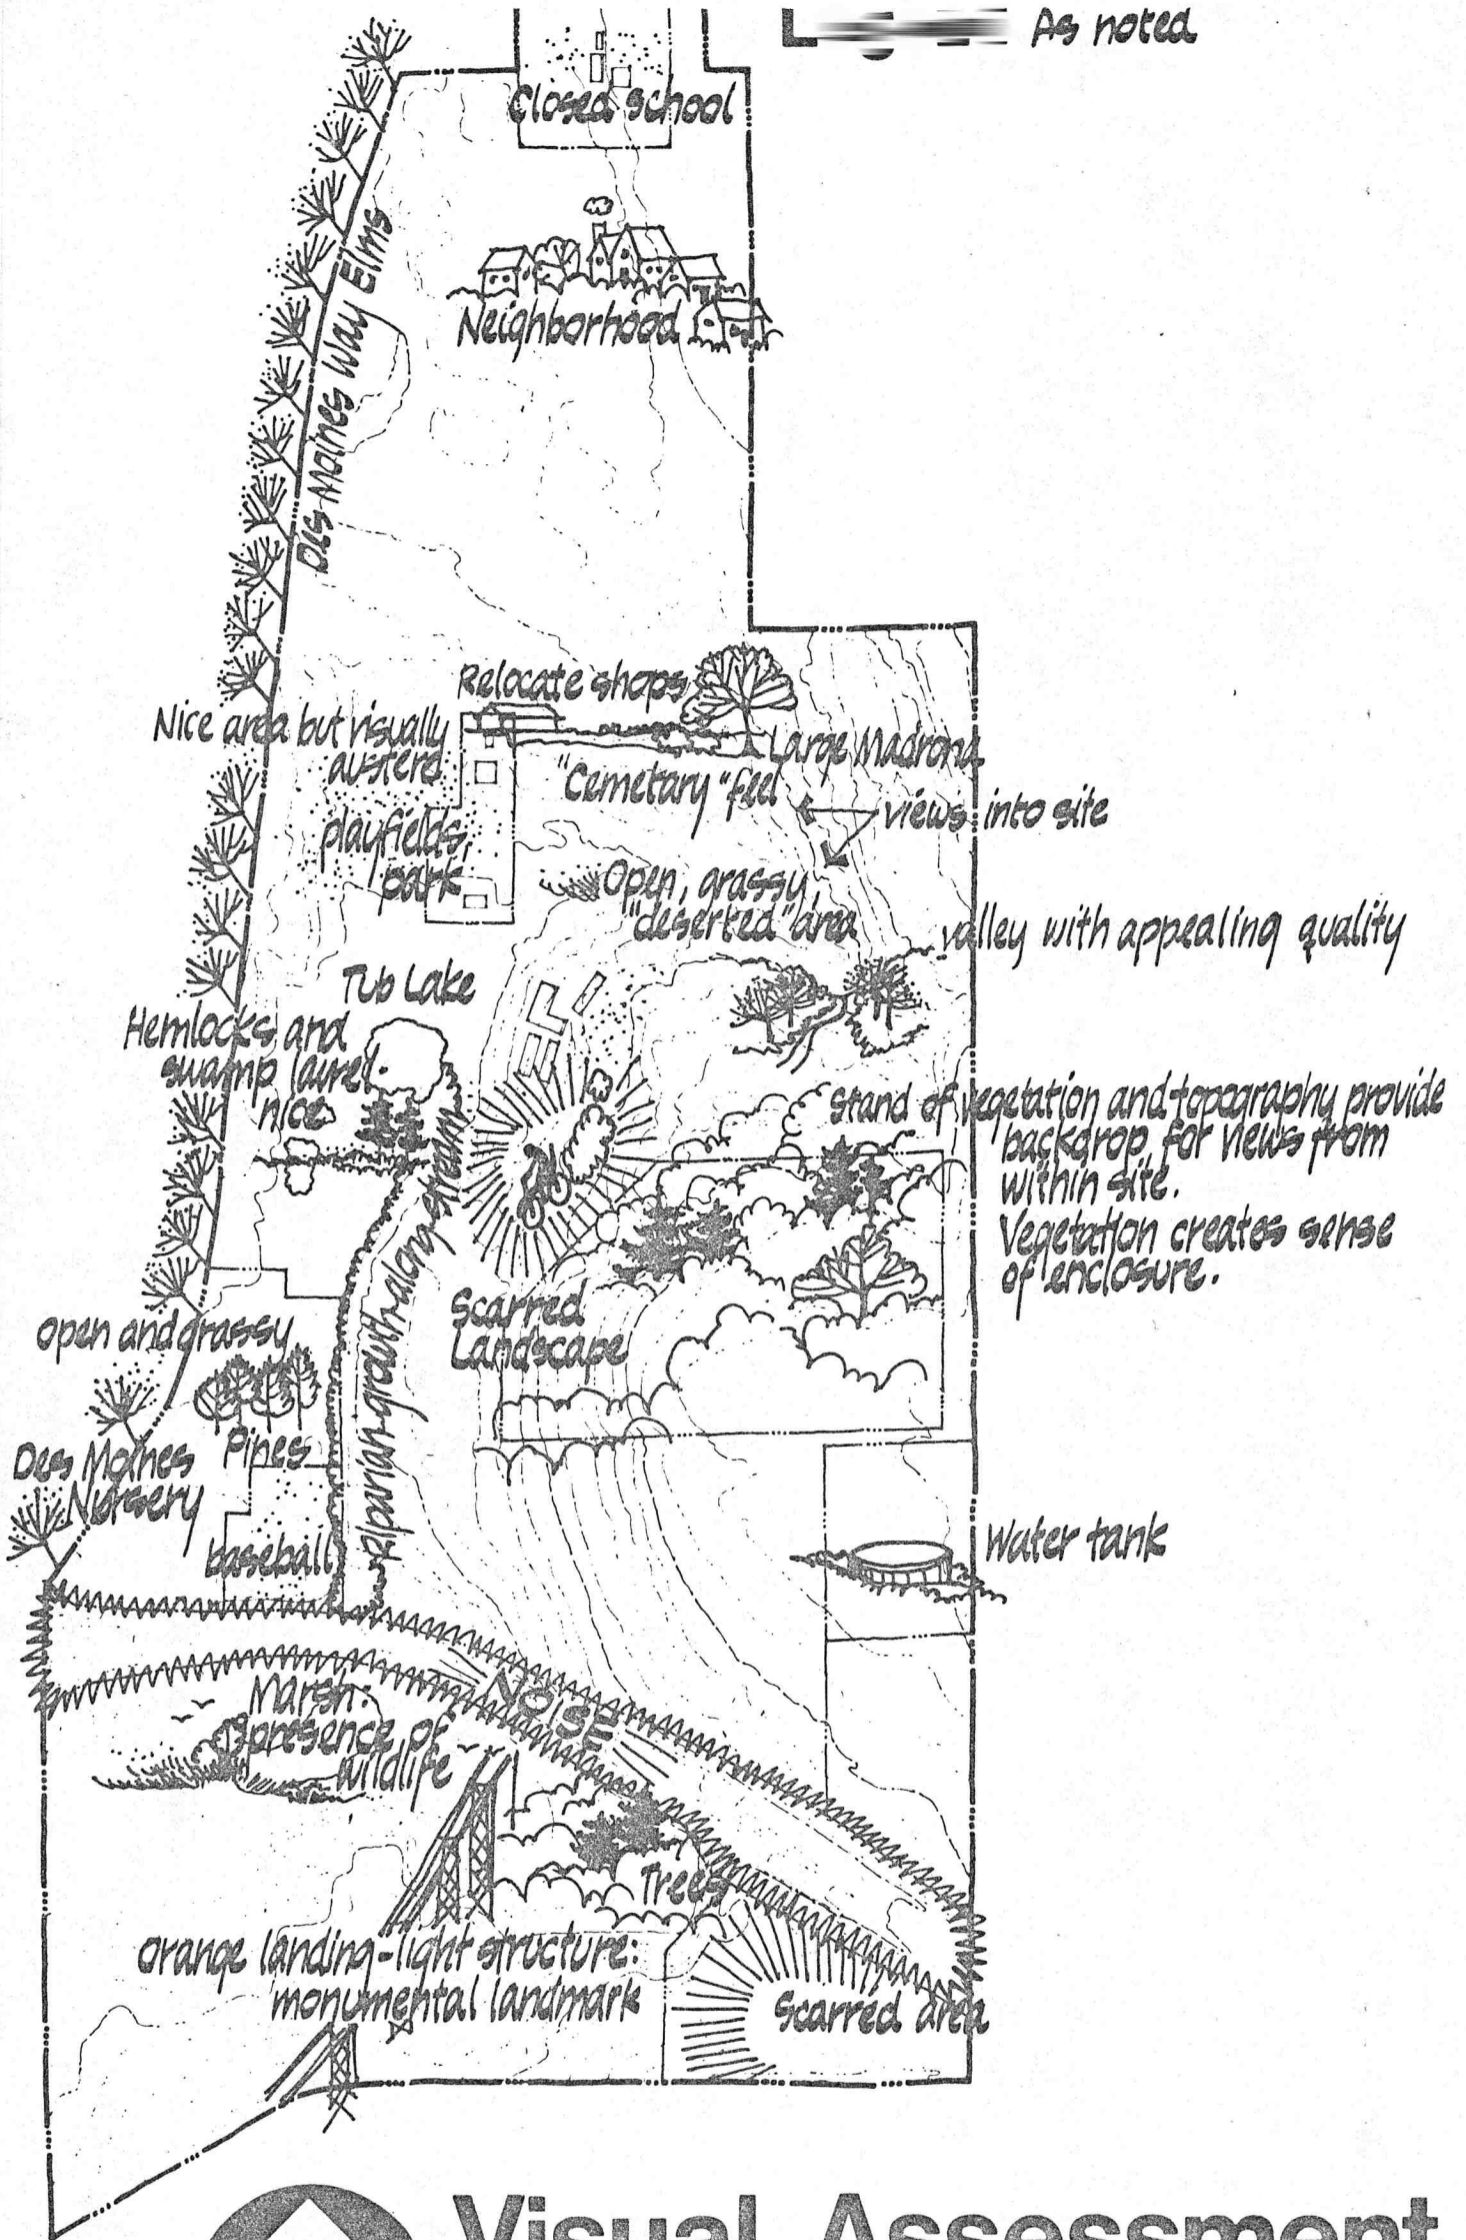 As noted
Closed school
Des Moines Way Elms
Neighborhood
Relocate shops
Nice area but visually
austere
Large Madrona
"Cemetary" feel
views into site
playfields,
park
Open, grassy,
"deserted" area
valley with appealing quality
Tub Lake
Hemlocks and
swamp laurel
nice
Stand of vegetation and topography provide
backdrop for views from
within site.
Vegetation creates sense
of enclosure.
Riparian growth along stream
Scarred
Landscape
open and grassy
Pines
Des Moines
Nursery
baseball
Water tank
NOISE
Marsh:
presence of
wildlife
Trees
orange landing-light structure:
monumental landmark
Scarred area
Visual Assessment